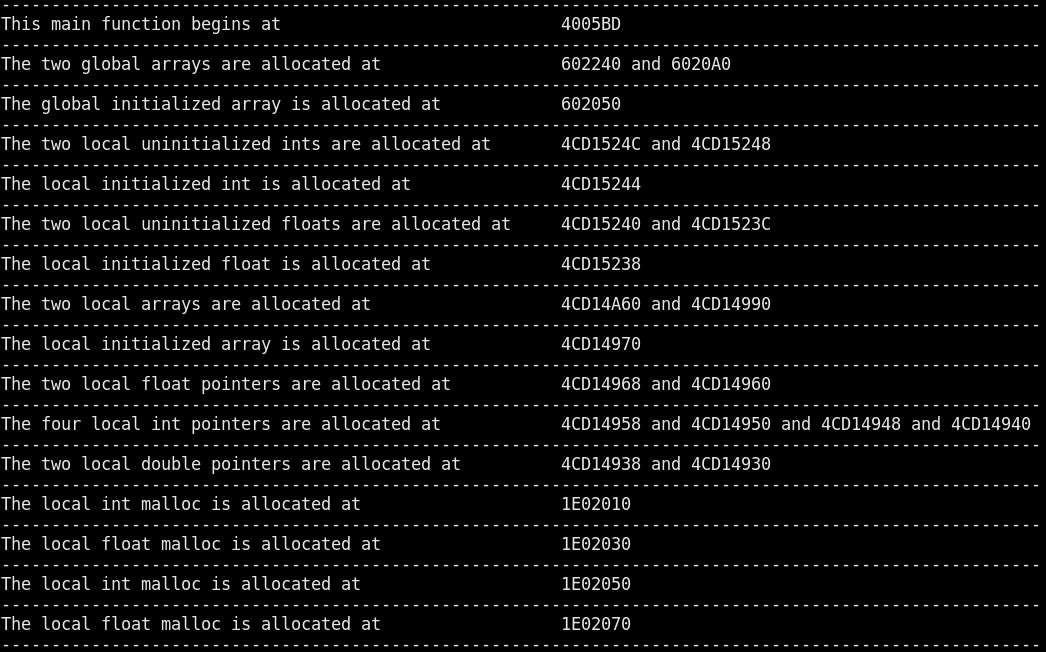 This main function begins at 4005BD
The two global arrays are allocated at 602240 and 6020A0
The global initialized array is allocated at 602050
The two local uninitialized ints are allocated at 4CD1524C and 4CD15248
The local initialized int is allocated at 4CD15244
The two local uninitialized floats are allocated at 4CD15240 and 4CD1523C
The local initialized float is allocated at 4CD15238
The two local arrays are allocated at 4CD14A60 and 4CD14990
The local initialized array is allocated at 4CD14970
The two local float pointers are allocated at 4CD14968 and 4CD14960
The four local int pointers are allocated at 4CD14958 and 4CD14950 and 4CD14948 and 4CD14940
The two local double pointers are allocated at 4CD14938 and 4CD14930
The local int malloc is allocated at 1E02010
The local float malloc is allocated at 1E02030
The local int malloc is allocated at 1E02050
The local float malloc is allocated at 1E02070